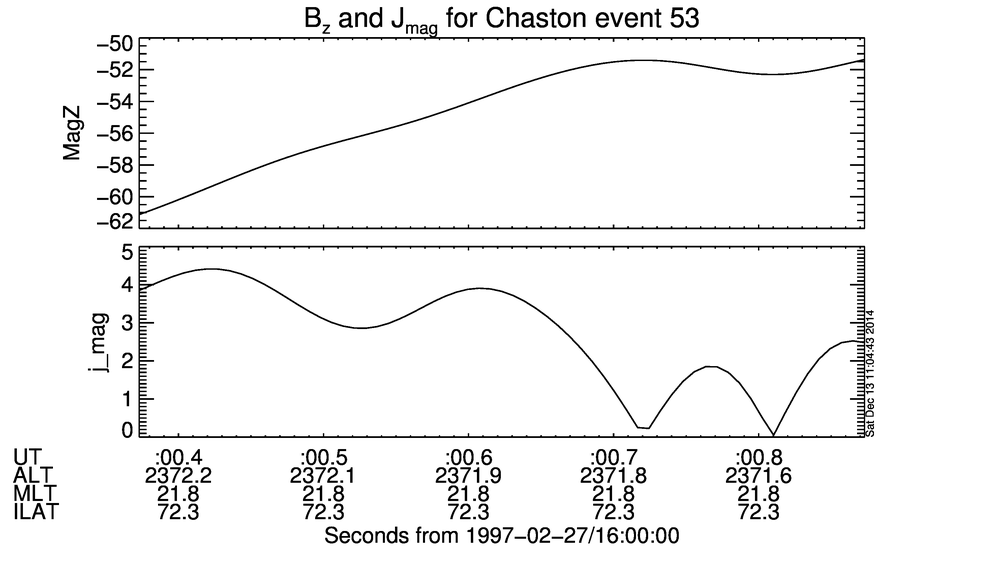 Bz and Jmag for Chaston event 53
MagZ
−50
−52
−54
−56
−58
−60
−62
j_mag
5
4
3
2
1
0
Sat Dec 13 11:04:43 2014
UT :00.4 :00.5 :00.6 :00.7 :00.8
ALT 2372.2 2372.1 2371.9 2371.8 2371.6
MLT 21.8 21.8 21.8 21.8 21.8
ILAT 72.3 72.3 72.3 72.3 72.3
Seconds from 1997−02−27/16:00:00